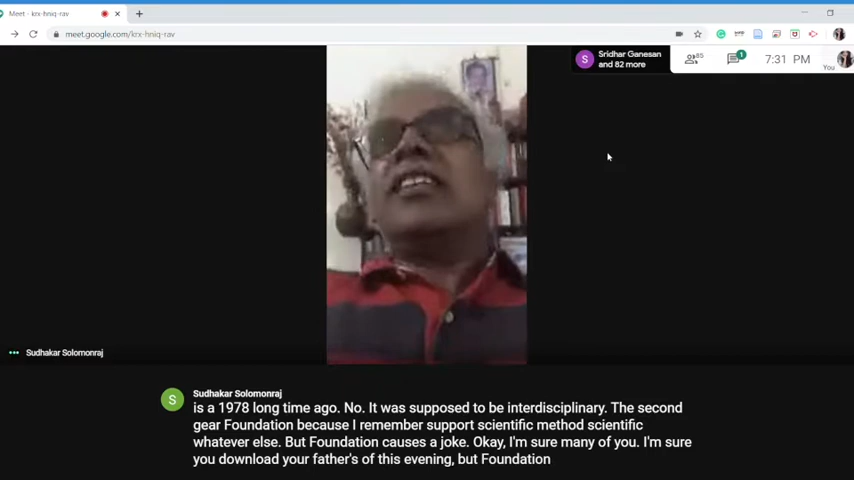 Meet - krx-hniq-rav
meet.google.com/krx-hniq-rav
Sridhar Ganesan
and 82 more
85
1
7:31 PM
You
Sudhakar Solomonraj
S
S
Sudhakar Solomonraj
is a 1978 long time ago. No. It was supposed to be interdisciplinary. The second
gear Foundation because I remember support scientific method scientific
whatever else. But Foundation causes a joke. Okay, I'm sure many of you. I'm sure
you download your father's of this evening, but Foundation